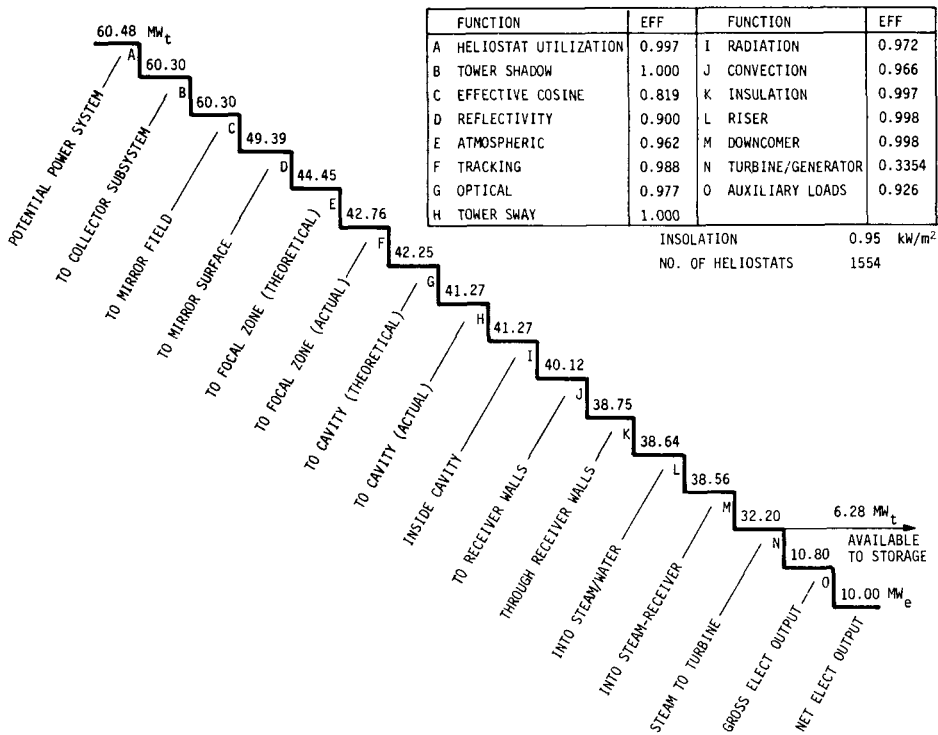 60.48 MWt
A
60.30
B
60.30
C
49.39
D
44.45
E
42.76
F
42.25
G
41.27
H
41.27
I
40.12
J
38.75
K
38.64
L
38.56
M
32.20
N
6.28 MWt
AVAILABLE
TO STORAGE
10.80
O
10.00 MWe
POTENTIAL POWER SYSTEM
TO COLLECTOR SUBSYSTEM
TO MIRROR FIELD
TO MIRROR SURFACE
TO FOCAL ZONE (THEORETICAL)
TO FOCAL ZONE (ACTUAL)
TO CAVITY (THEORETICAL)
TO CAVITY (ACTUAL)
INSIDE CAVITY
TO RECEIVER WALLS
THROUGH RECEIVER WALLS
INTO STEAM/WATER
INTO STEAM-RECEIVER
STEAM TO TURBINE
GROSS ELECT OUTPUT
NET ELECT OUTPUT
FUNCTION EFF FUNCTION EFF
A HELIOSTAT UTILIZATION 0.997 I RADIATION 0.972
B TOWER SHADOW 1.000 J CONVECTION 0.966
C EFFECTIVE COSINE 0.819 K INSULATION 0.997
D REFLECTIVITY 0.900 L RISER 0.998
E ATMOSPHERIC 0.962 M DOWNCOMER 0.998
F TRACKING 0.988 N TURBINE/GENERATOR 0.3354
G OPTICAL 0.977 O AUXILIARY LOADS 0.926
H TOWER SWAY 1.000
INSOLATION 0.95 kW/m²
NO. OF HELIOSTATS 1554